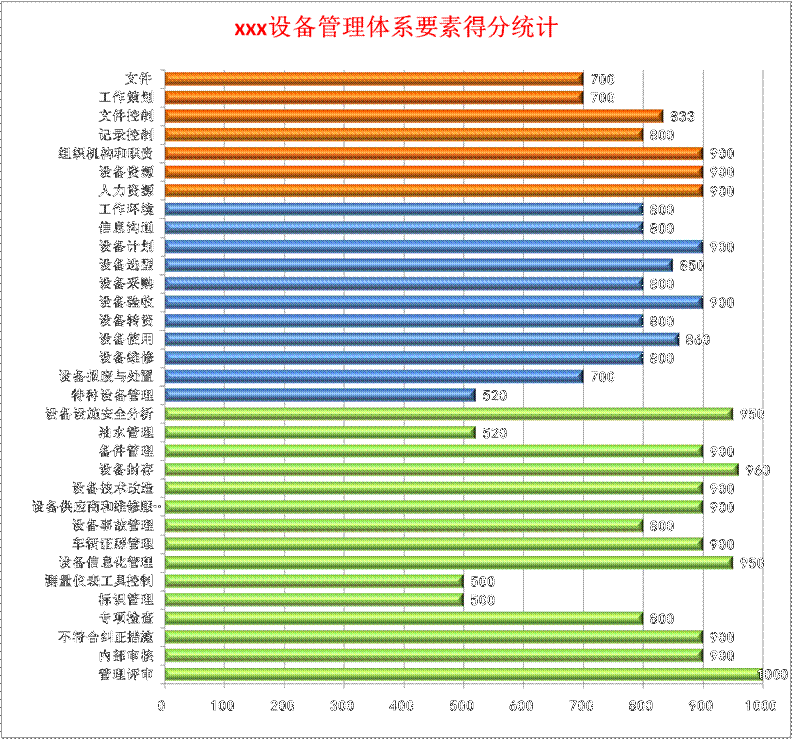 xxx设备管理体系要素得分统计
文件 700
工作策划 700
文件控制 833
记录控制 800
组织机构和职责 900
设备资源 900
人力资源 900
工作环境 800
信息沟通 800
设备计划 900
设备选型 850
设备采购 800
设备验收 900
设备转资 800
设备使用 860
设备维修 800
设备报废与处置 700
特种设备管理 520
设备设施安全分析 950
油水管理 520
备件管理 900
设备封存 960
设备技术改造 900
设备供应商和维修服… 900
设备事故管理 800
车辆证照管理 900
设备信息化管理 950
测量仪表工具控制 500
标识管理 500
专项检查 800
不符合纠正措施 900
内部审核 900
管理评审 1000
0 100 200 300 400 500 600 700 800 900 1000